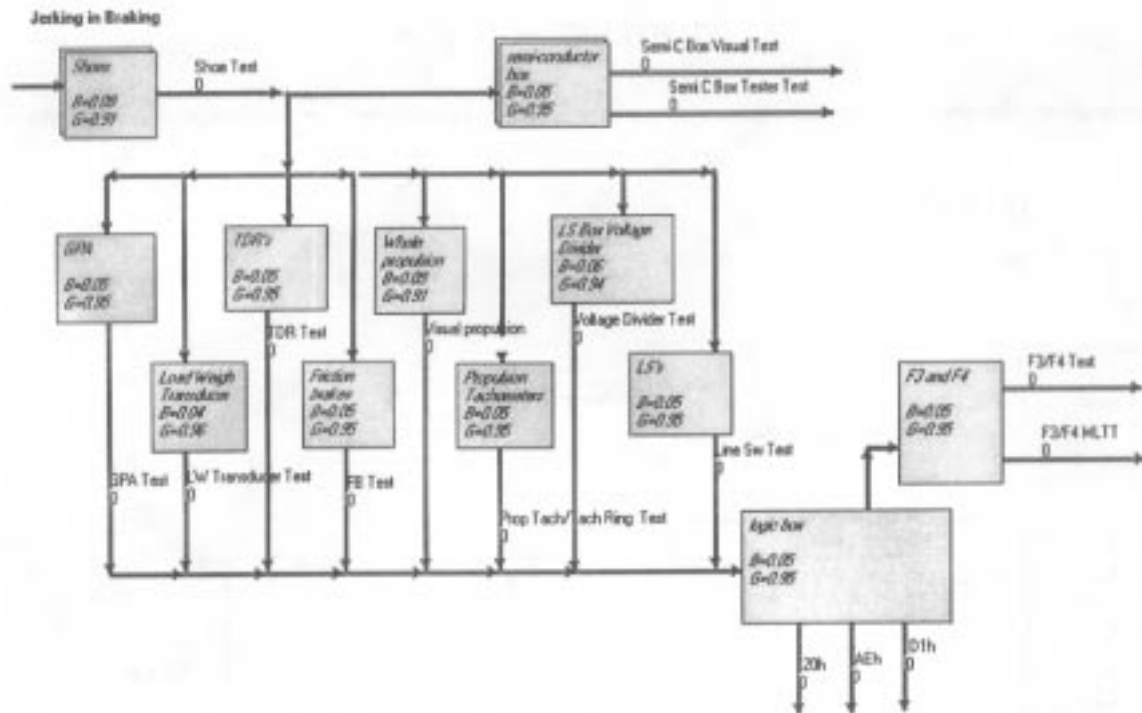 Jerking in Braking
Shoes
B=0.09
G=0.91
Shoe Test
0
semi-conductor
box
B=0.05
G=0.95
Semi C Box Visual Test
0
Semi C Box Tester Test
0
GPA
B=0.05
G=0.95
TDR's
B=0.05
G=0.95
Whole
propulsion
B=0.09
G=0.91
LS Box Voltage
Divider
B=0.06
G=0.94
TDR Test
0
Visual propulsion
0
Voltage Divider Test
0
Load Weigh
Transducer
B=0.04
G=0.96
Friction
brakes
B=0.05
G=0.95
Propulsion
Tachometers
B=0.05
G=0.95
LS's
B=0.05
G=0.95
F3 and F4
B=0.05
G=0.95
F3/F4 Test
0
F3/F4 MLTT
0
GPA Test
0
LW Transducer Test
0
FB Test
0
Prop Tach/Tach Ring Test
0
Line Sw Test
0
logic box
B=0.05
G=0.95
20h
0
AEh
0
D1h
0